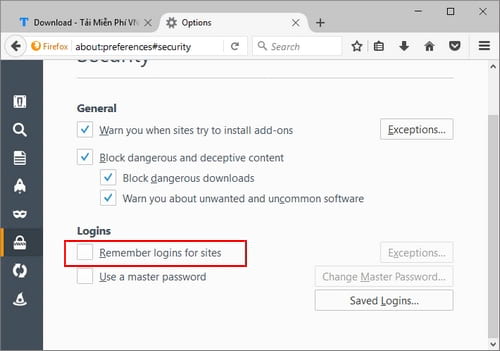 Download - Tải Miễn Phí VN
Options
Firefox
about:preferences#security
Search
Security
General
Warn you when sites try to install add-ons
Exceptions...
Block dangerous and deceptive content
Block dangerous downloads
Warn you about unwanted and uncommon software
Logins
Remember logins for sites
Exceptions...
Use a master password
Change Master Password...
Saved Logins...